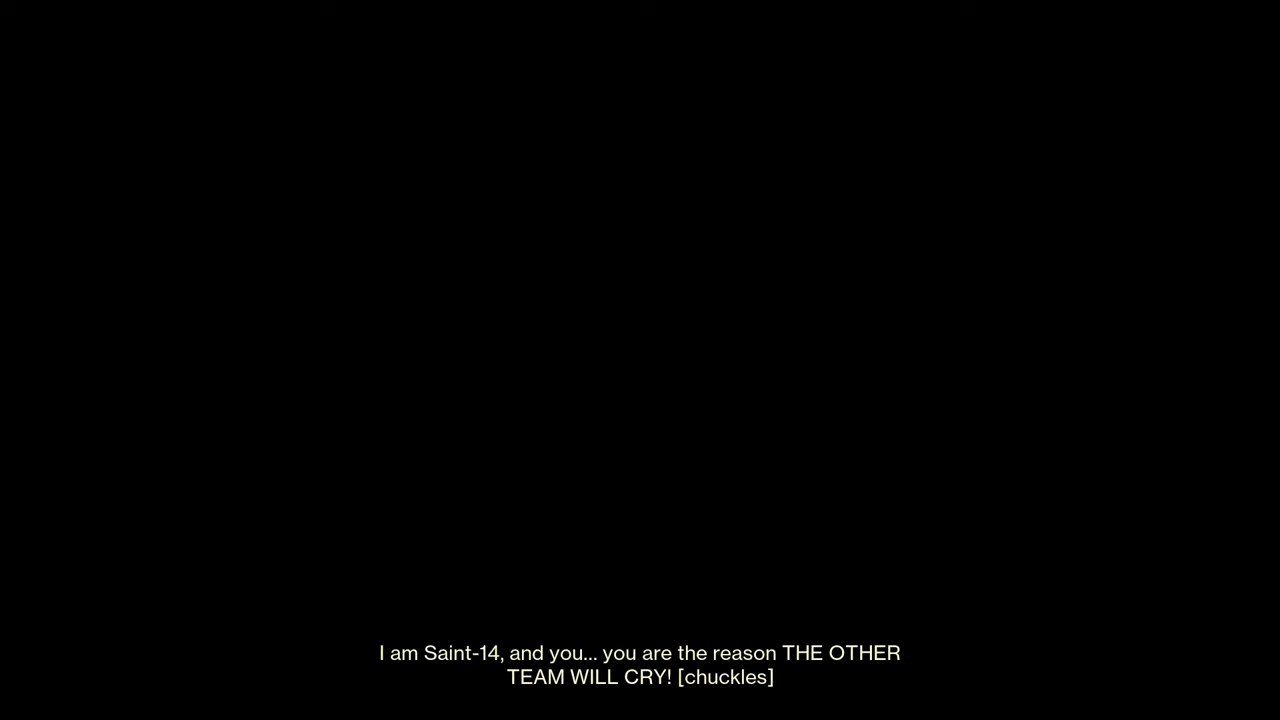 I am Saint-14, and you... you are the reason THE OTHER
TEAM WILL CRY! [chuckles]